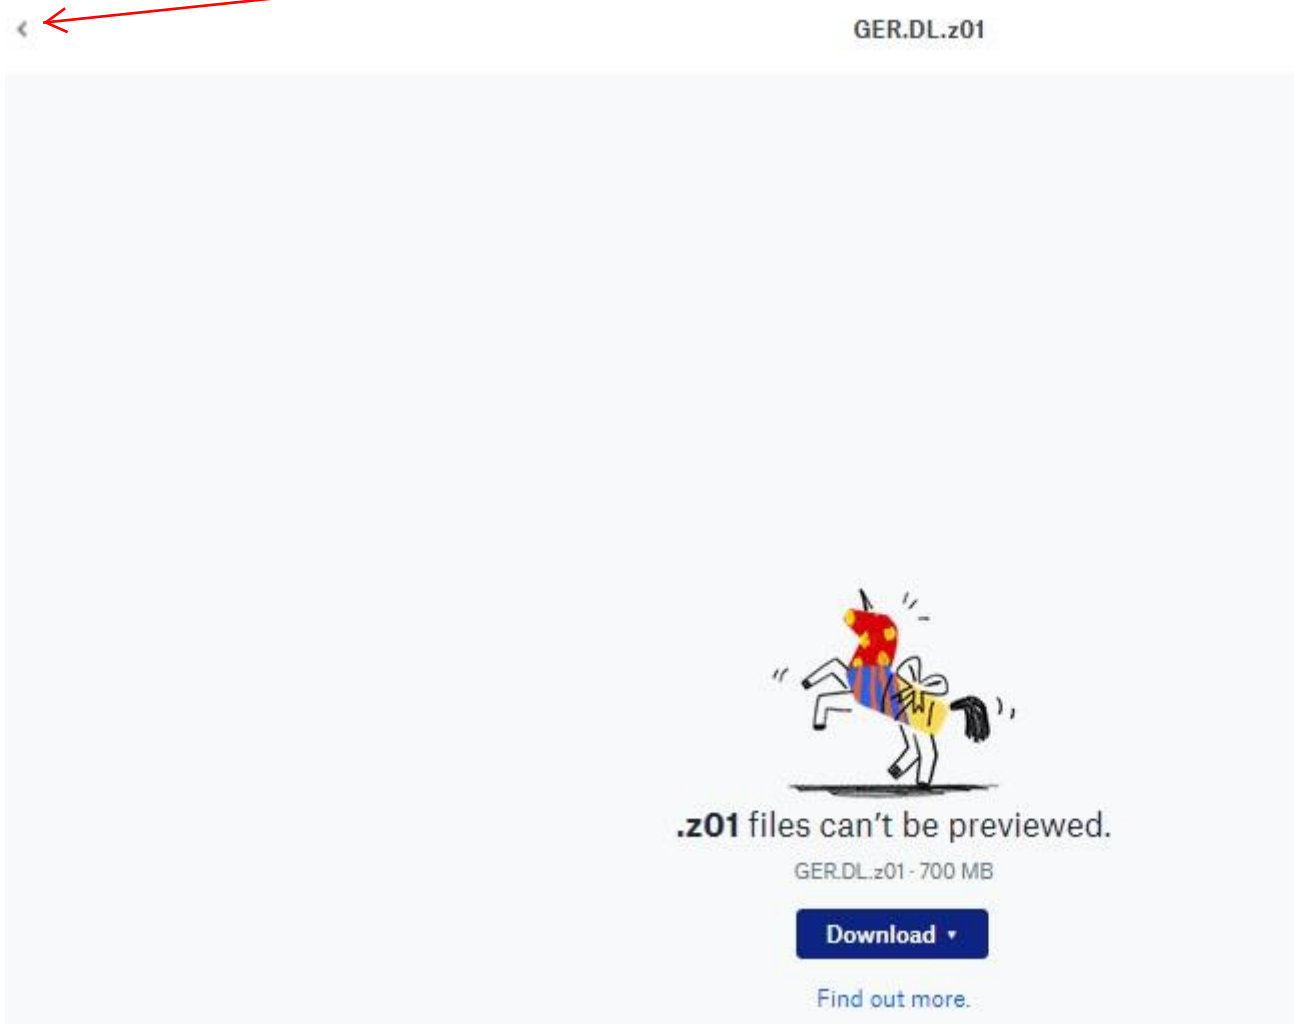 GER.DL.z01
.z01 files can't be previewed.
GER.DL.z01 - 700 MB
Download
Find out more.